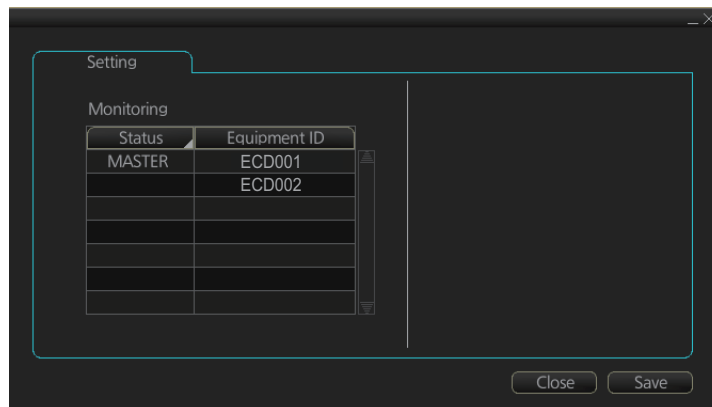 Setting
Monitoring
Status Equipment ID
MASTER ECD001
ECD002
Close Save